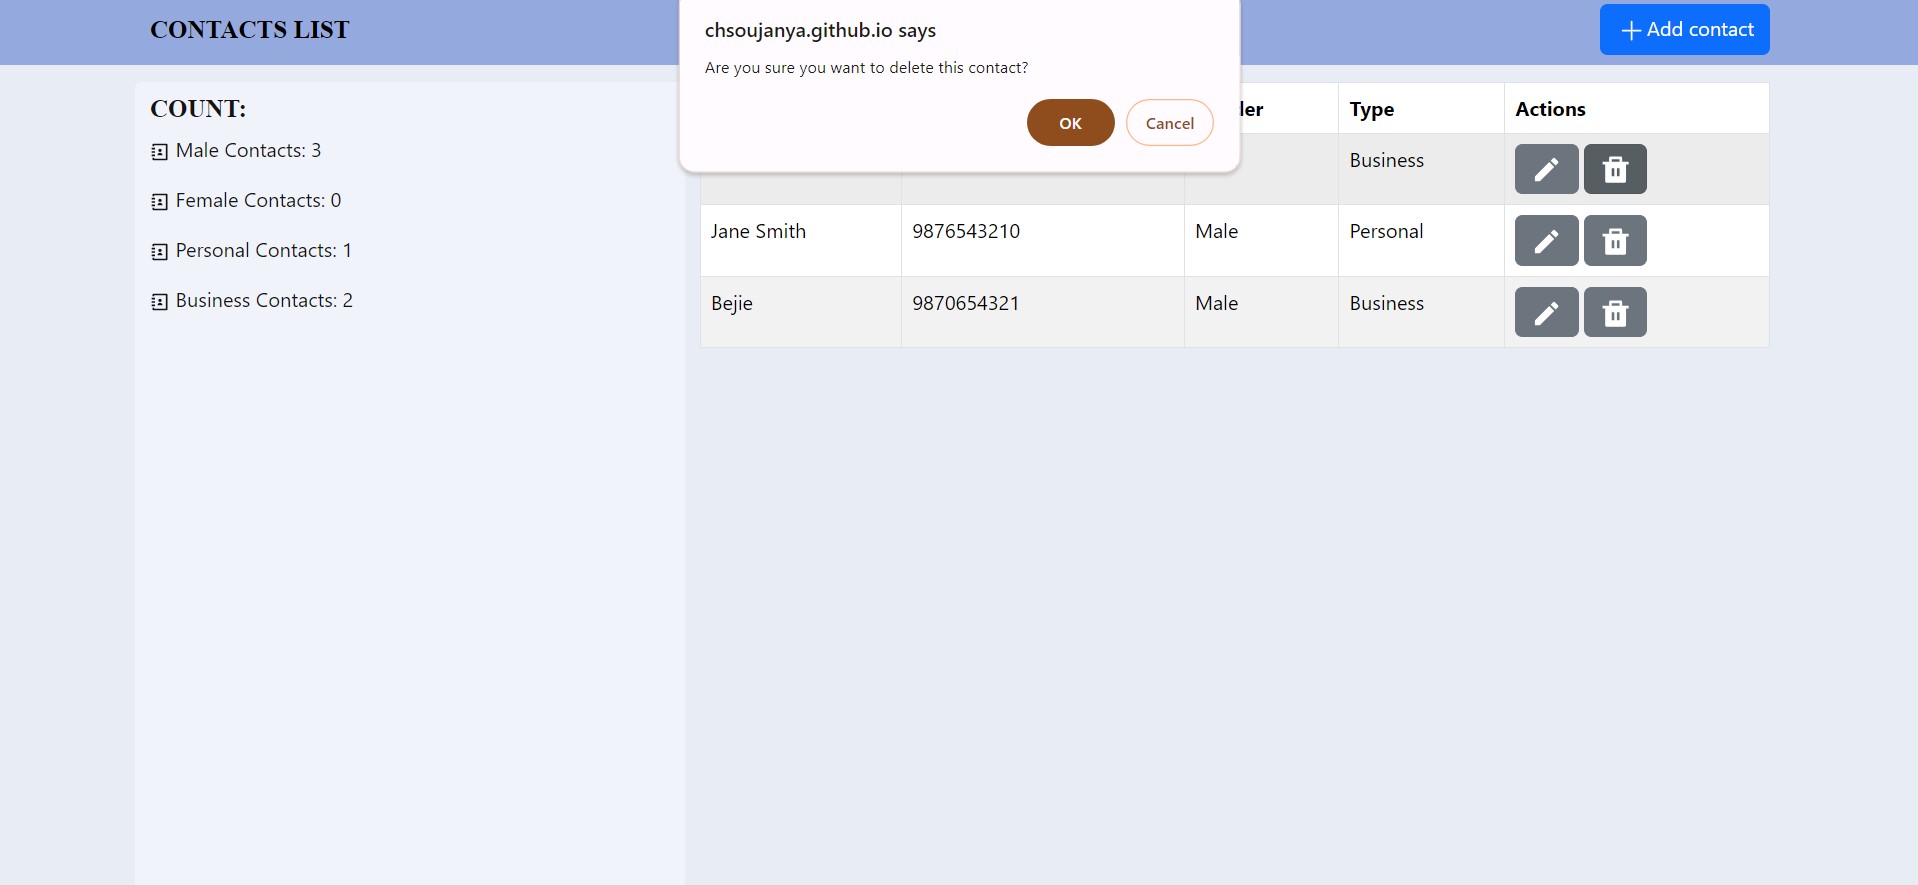 CONTACTS LIST
chsoujanya.github.io says
Are you sure you want to delete this contact?
OK Cancel
Add contact
COUNT:
Male Contacts: 3
Female Contacts: 0
Personal Contacts: 1
Business Contacts: 2
Type Actions
Business
Jane Smith 9876543210 Male Personal
Bejie 9870654321 Male Business